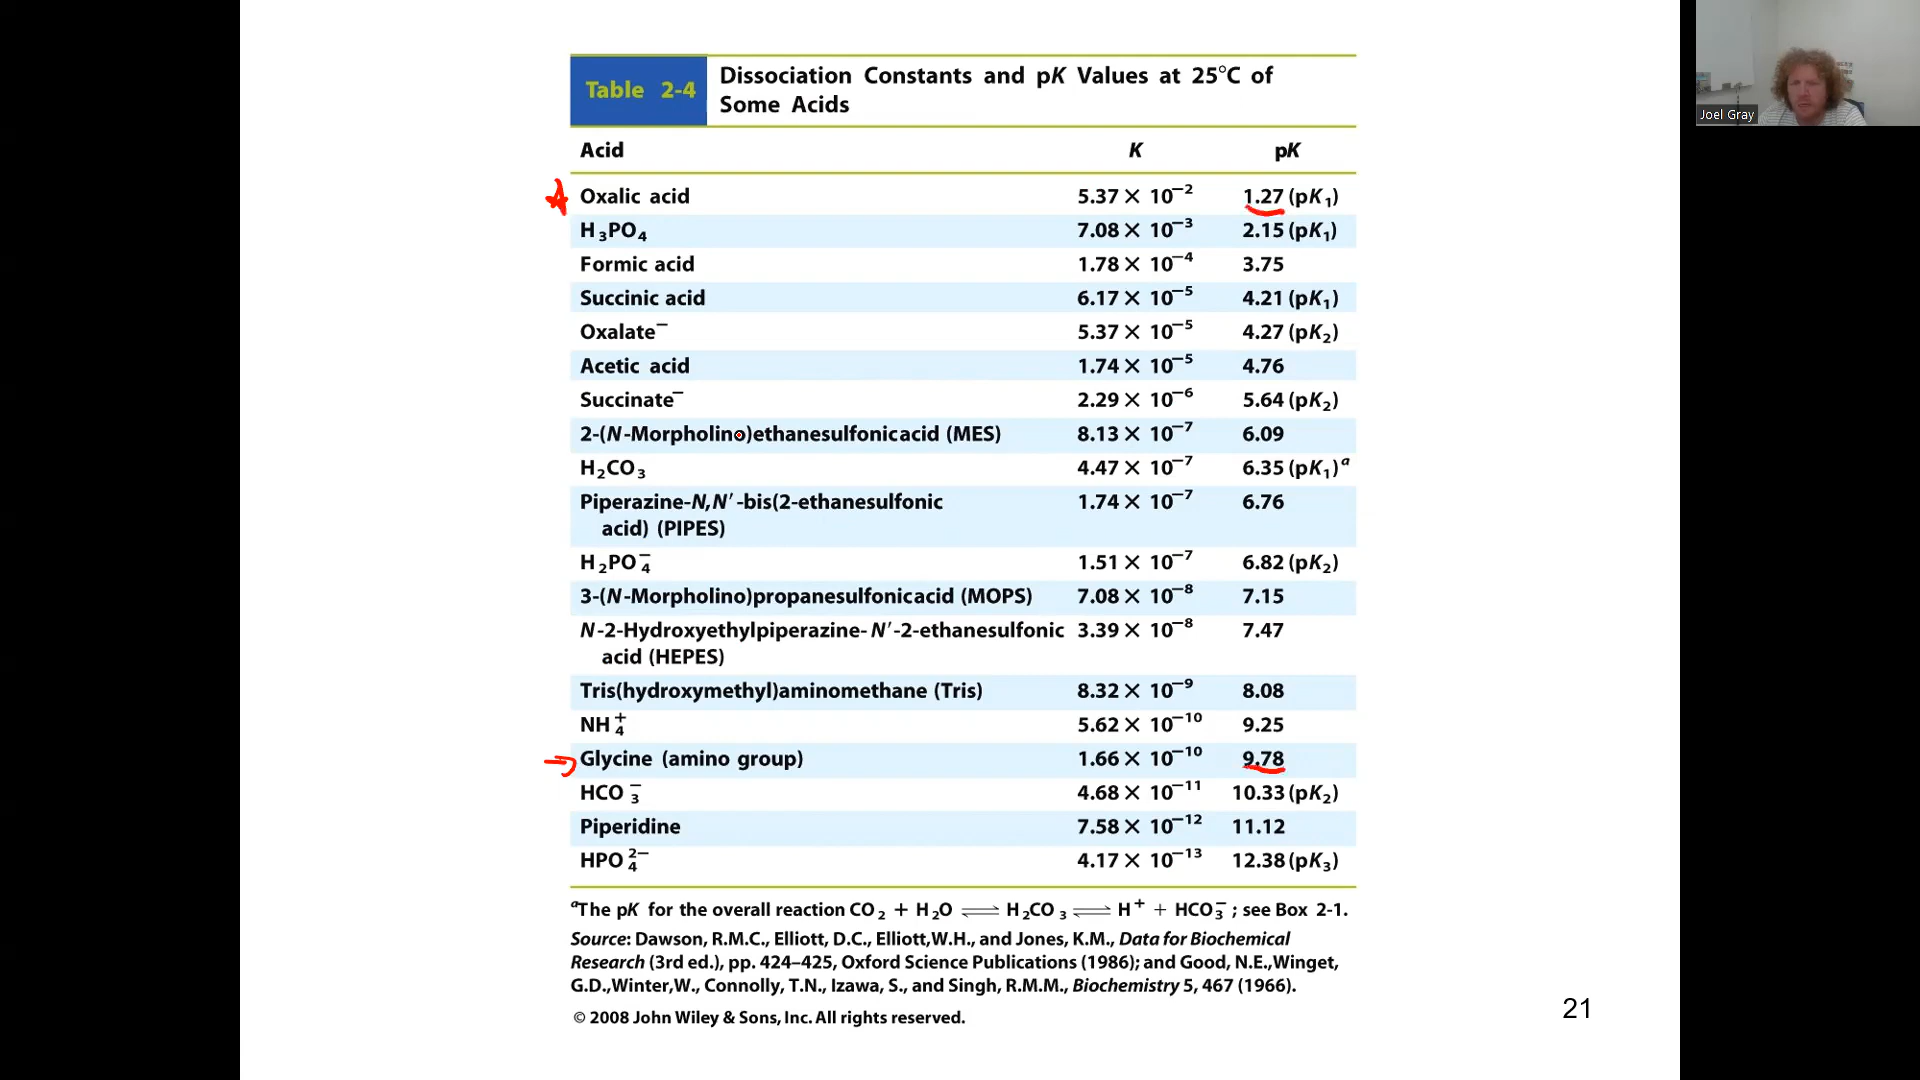 Table 2-4
Dissociation Constants and pK Values at 25°C of
Some Acids
Acid K pK
Oxalic acid 5.37 × 10⁻² 1.27 (pK₁)
H₃PO₄ 7.08 × 10⁻³ 2.15 (pK₁)
Formic acid 1.78 × 10⁻⁴ 3.75
Succinic acid 6.17 × 10⁻⁵ 4.21 (pK₁)
Oxalate⁻ 5.37 × 10⁻⁵ 4.27 (pK₂)
Acetic acid 1.74 × 10⁻⁵ 4.76
Succinate⁻ 2.29 × 10⁻⁶ 5.64 (pK₂)
2-(N-Morpholino)ethanesulfonic acid (MES) 8.13 × 10⁻⁷ 6.09
H₂CO₃ 4.47 × 10⁻⁷ 6.35 (pK₁)ᵃ
Piperazine-N,N′-bis(2-ethanesulfonic 1.74 × 10⁻⁷ 6.76
acid) (PIPES)
H₂PO₄⁻ 1.51 × 10⁻⁷ 6.82 (pK₂)
3-(N-Morpholino)propanesulfonic acid (MOPS) 7.08 × 10⁻⁸ 7.15
N-2-Hydroxyethylpiperazine-N′-2-ethanesulfonic 3.39 × 10⁻⁸ 7.47
acid (HEPES)
Tris(hydroxymethyl)aminomethane (Tris) 8.32 × 10⁻⁹ 8.08
NH₄⁺ 5.62 × 10⁻¹⁰ 9.25
Glycine (amino group) 1.66 × 10⁻¹⁰ 9.78
HCO₃⁻ 4.68 × 10⁻¹¹ 10.33 (pK₂)
Piperidine 7.58 × 10⁻¹² 11.12
HPO₄²⁻ 4.17 × 10⁻¹³ 12.38 (pK₃)
ᵃThe pK for the overall reaction CO₂ + H₂O ⇌ H₂CO₃ ⇌ H⁺ + HCO₃⁻; see Box 2-1.
Source: Dawson, R.M.C., Elliott, D.C., Elliott, W.H., and Jones, K.M., Data for Biochemical
Research (3rd ed.), pp. 424–425, Oxford Science Publications (1986); and Good, N.E., Winget,
G.D., Winter, W., Connolly, T.N., Izawa, S., and Singh, R.M.M., Biochemistry 5, 467 (1966).
© 2008 John Wiley & Sons, Inc. All rights reserved.
21
Joel Gray